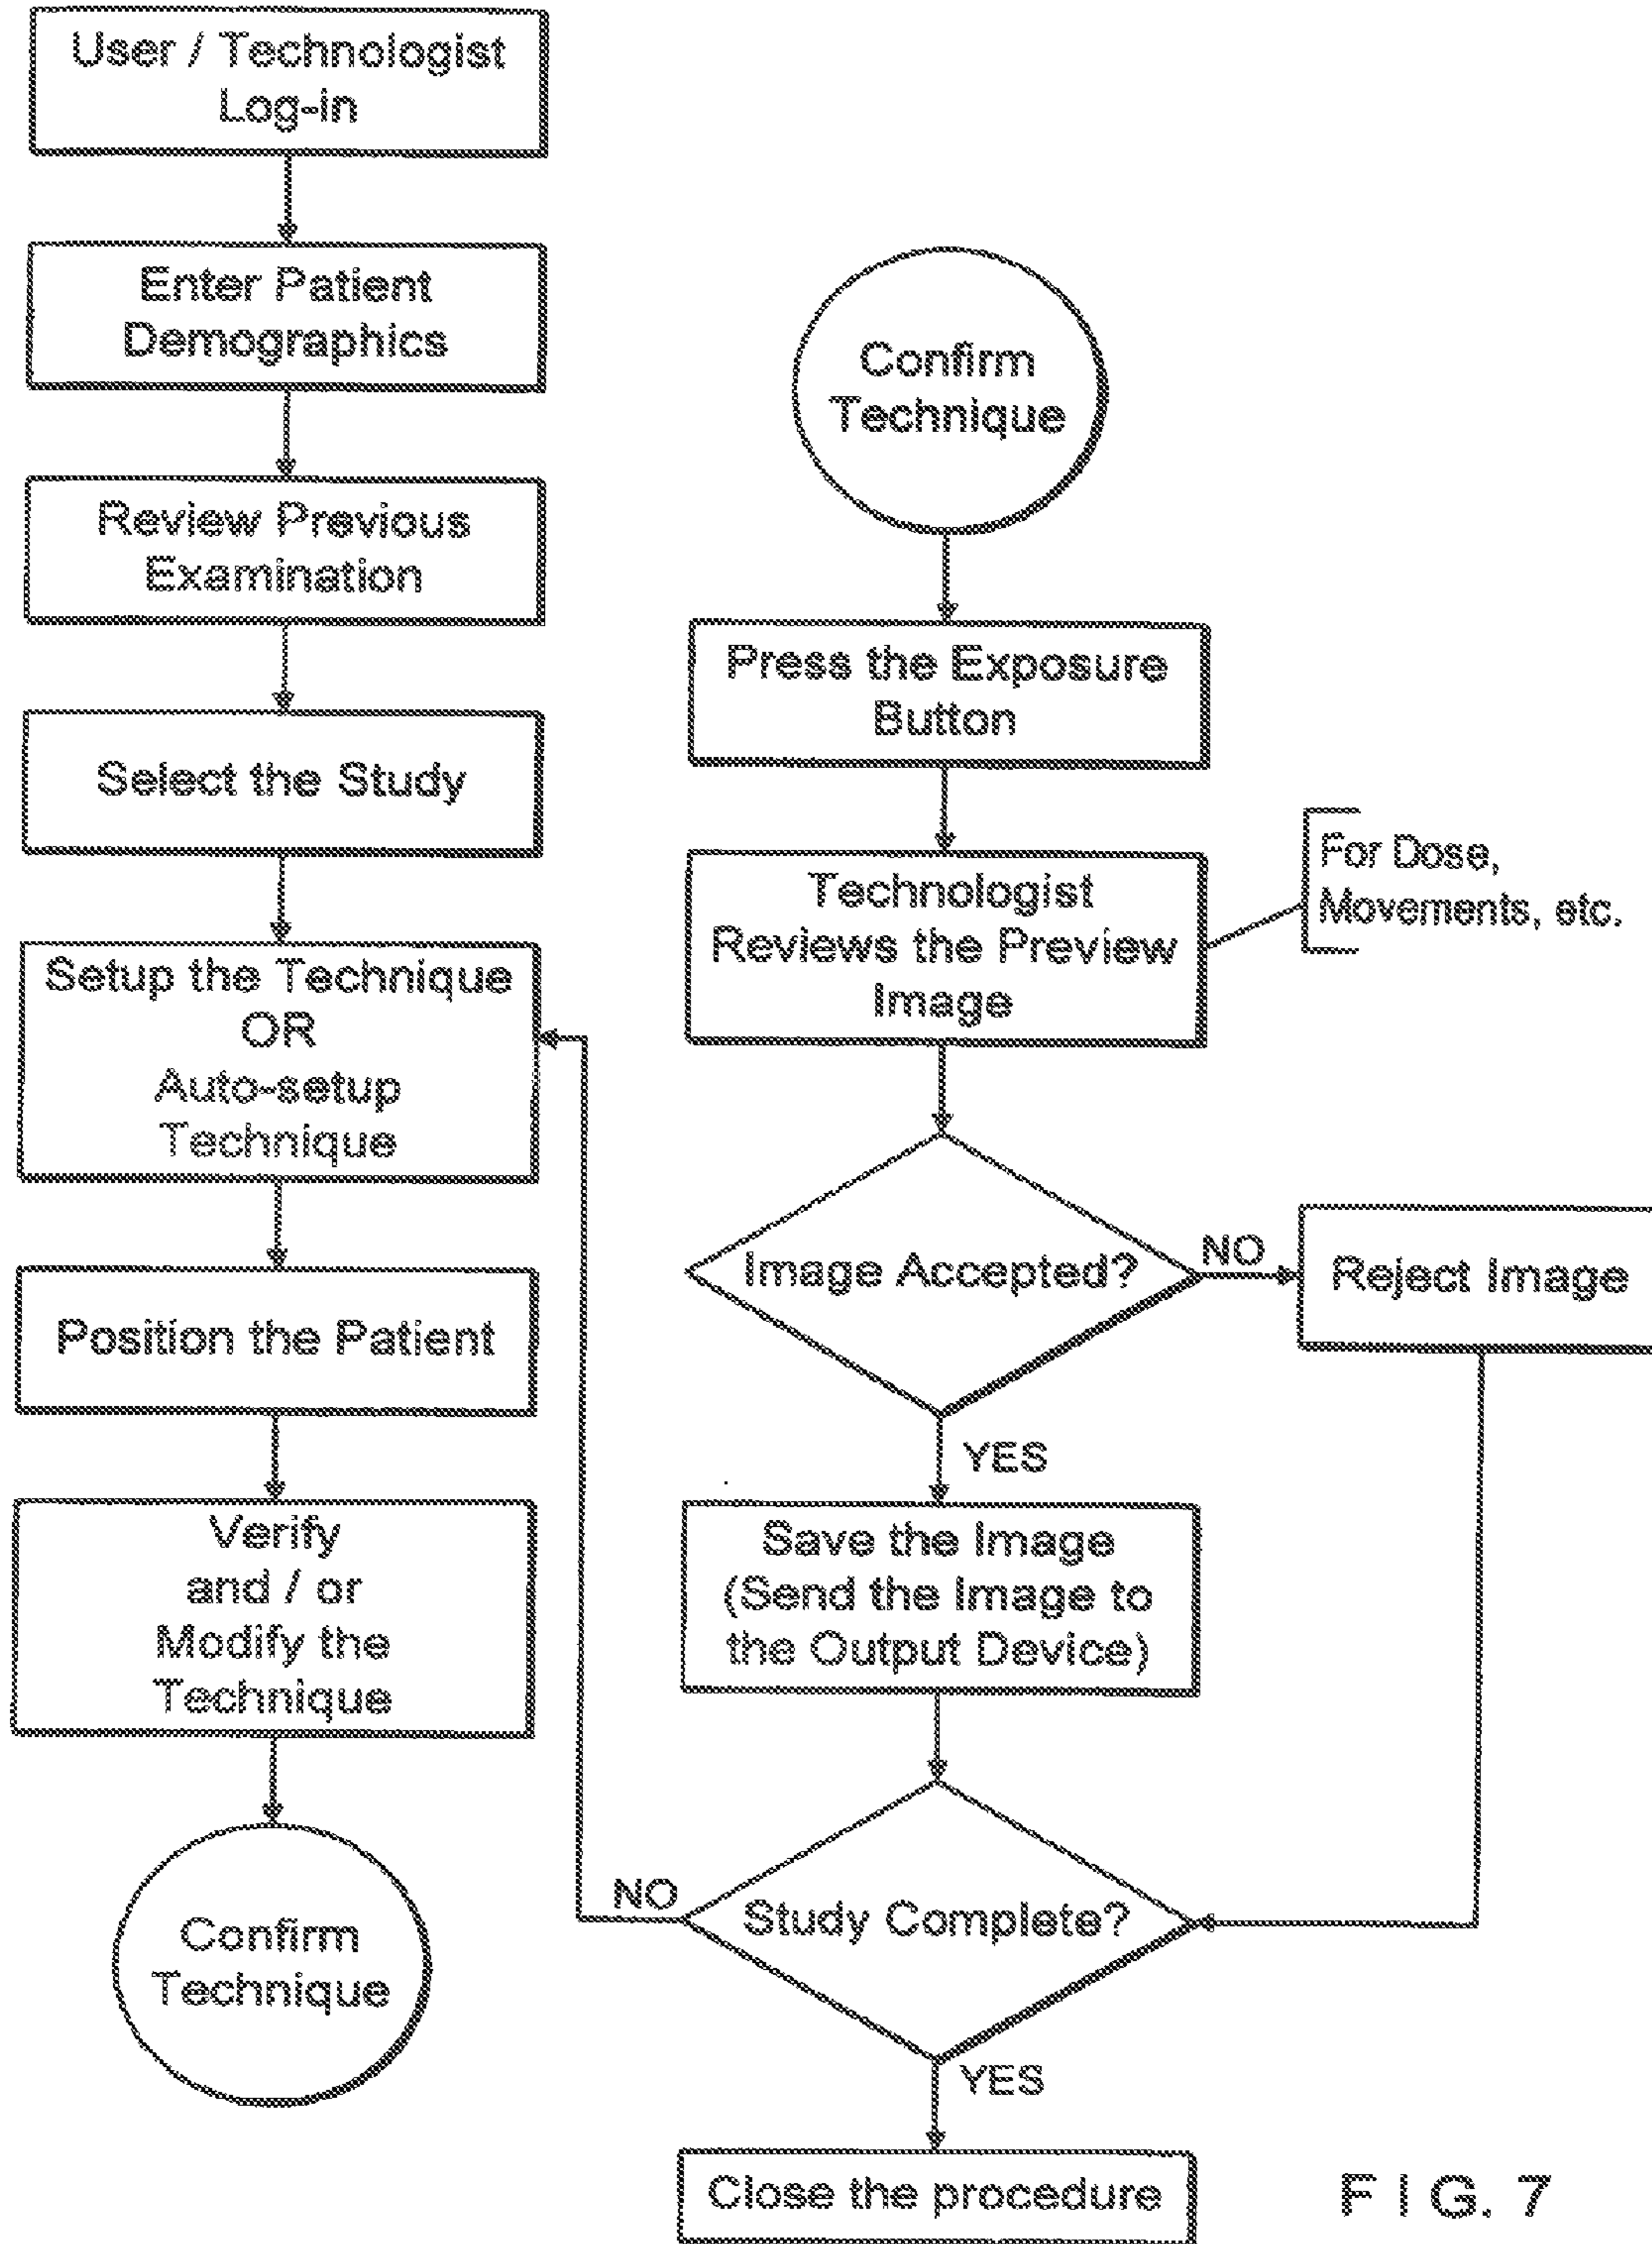 User / Technologist
Log-in
Enter Patient
Demographics
Review Previous
Examination
Select the Study
Setup the Technique
OR
Auto-setup
Technique
Position the Patient
Verify
and / or
Modify the
Technique
Confirm
Technique
Confirm
Technique
Press the Exposure
Button
Technologist
Reviews the Preview
Image
For Dose,
Movements, etc.
Image Accepted?
NO
Reject Image
YES
Save the Image
(Send the Image to
the Output Device)
Study Complete?
NO
YES
Close the procedure
FIG. 7